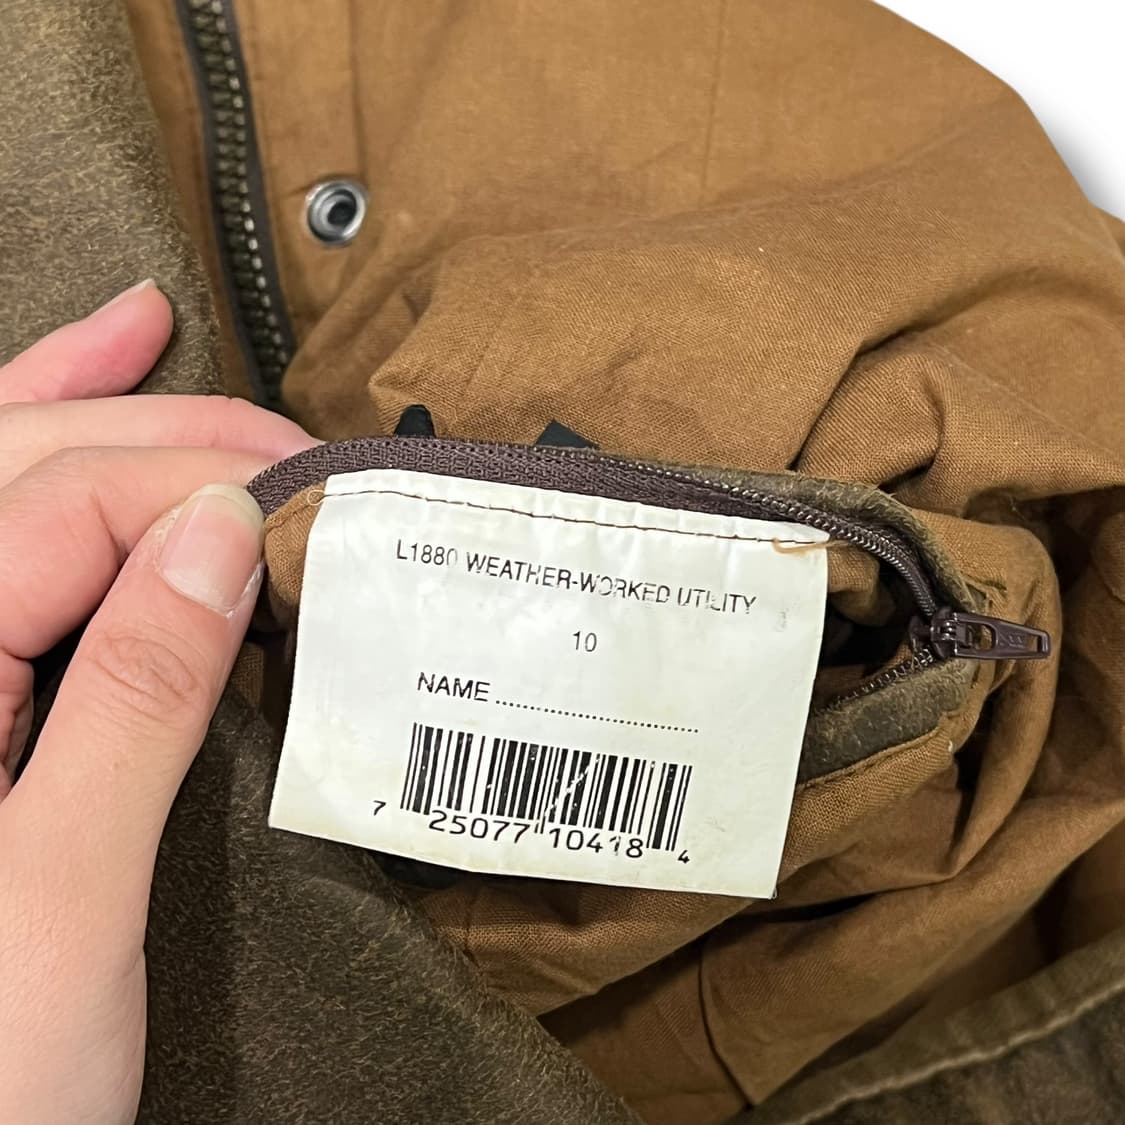 L1880 WEATHER-WORKED UTILITY
10
NAME ..............................
7 25077 10418 4